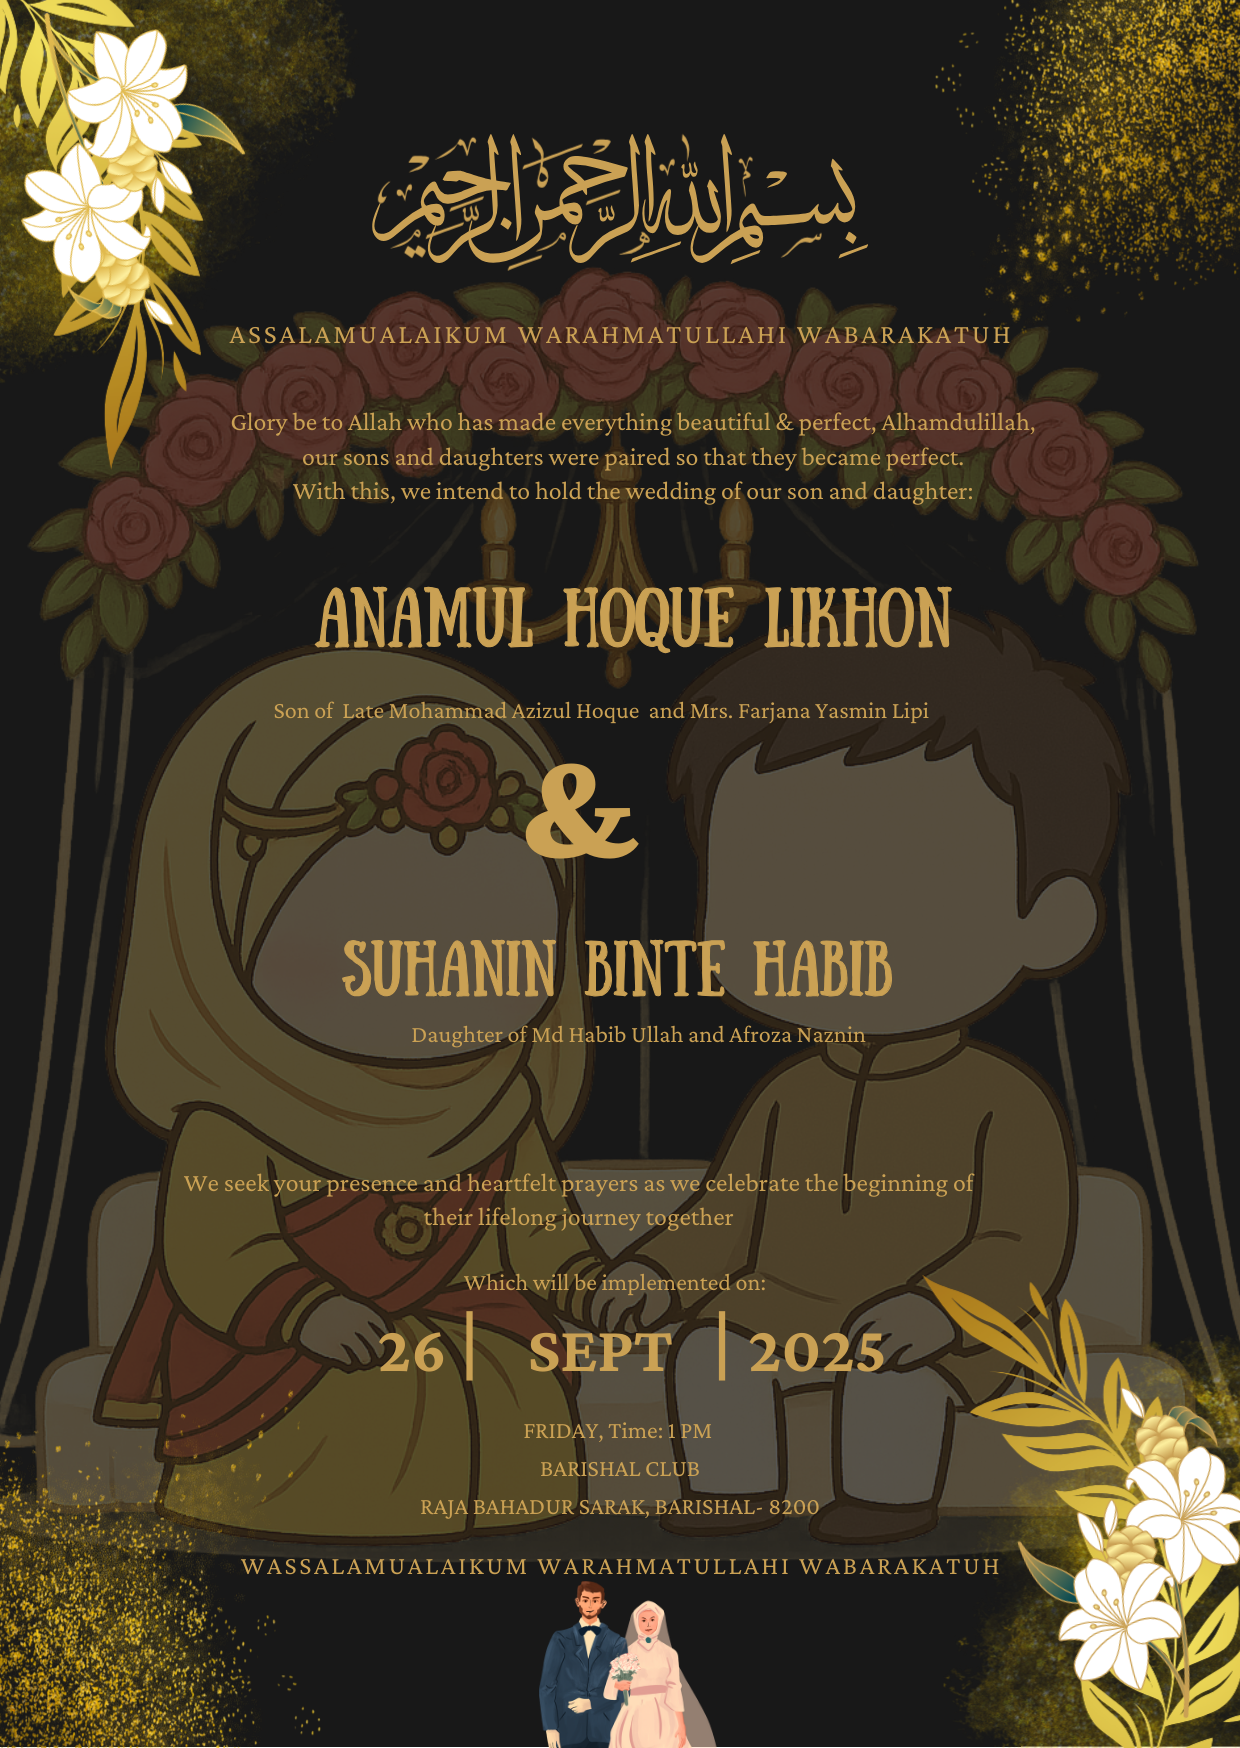 بسم الله الرحمن الرحيم
ASSALAMUALAIKUM WARAHMATULLAHI WABARAKATUH
Glory be to Allah who has made everything beautiful & perfect, Alhamdulillah,
our sons and daughters were paired so that they became perfect.
With this, we intend to hold the wedding of our son and daughter:
ANAMUL HOQUE LIKHON
Son of Late Mohammad Azizul Hoque and Mrs. Farjana Yasmin Lipi
&
SUHANIN BINTE HABIB
Daughter of Md Habib Ullah and Afroza Naznin
We seek your presence and heartfelt prayers as we celebrate the beginning of
their lifelong journey together
Which will be implemented on:
26 | SEPT | 2025
FRIDAY, Time: 1 PM
BARISHAL CLUB
RAJA BAHADUR SARAK, BARISHAL- 8200
WASSALAMUALAIKUM WARAHMATULLAHI WABARAKATUH